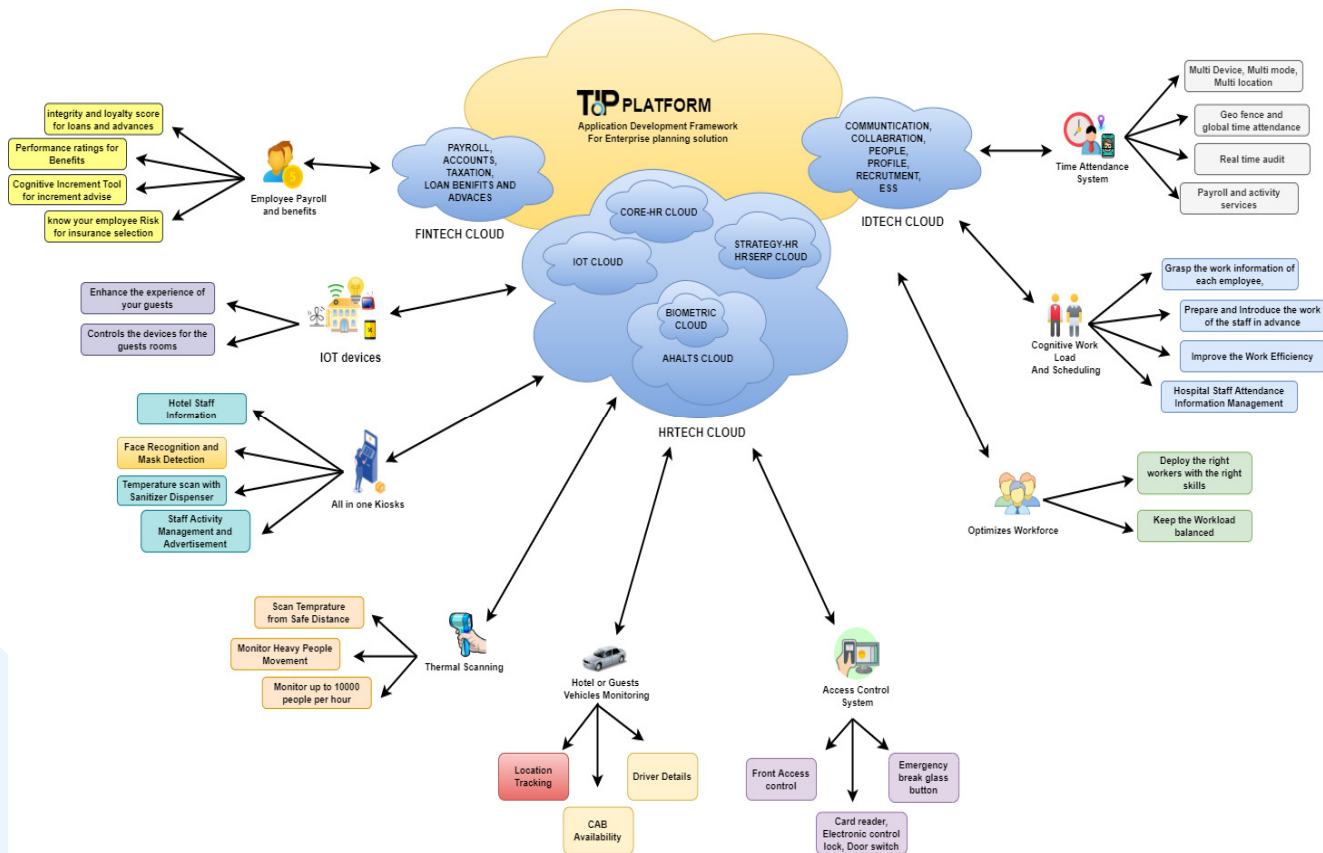 TOP PLATFORM
Application Development Framework
For Enterprise planning solution
PAYROLL,
ACCOUNTS,
TAXATION,
LOAN BENIFITS AND
ADVACES
FINTECH CLOUD
COMMUNTICATION,
COLLABRATION,
PEOPLE,
PROFILE,
RECRUTMENT,
ESS
IDTECH CLOUD
CORE-HR CLOUD
IOT CLOUD
STRATEGY-HR
HRSERP CLOUD
BIOMETRIC
CLOUD
AHALTS CLOUD
HRTECH CLOUD
integrity and loyalty score
for loans and advances
Performance ratings for
Benefits
Cognitive Increment Tool
for increment advise
know your employee Risk
for insurance selection
Employee Payroll
and benefits
Enhance the experience of
your guests
Controls the devices for the
guests rooms
IOT devices
Hotel Staff
Information
Face Recognition and
Mask Detection
Temperature scan with
Sanitizer Dispenser
Staff Activity
Management and
Advertisement
All in one Kiosks
Scan Temprature
from Safe Distance
Monitor Heavy People
Movement
Monitor up to 10000
people per hour
Thermal Scanning
Hotel or Guests
Vehicles Monitoring
Location
Tracking
CAB
Availability
Driver Details
Access Control
System
Front Access
control
Card reader,
Electronic control
lock, Door switch
Emergency
break glass
button
Optimizes Workforce
Deploy the right
workers with the right
skills
Keep the Workload
balanced
Cognitive Work
Load
And Scheduling
Grasp the work information of
each employee,
Prepare and Introduce the work
of the staff in advance
Improve the Work Efficiency
Hospital Staff Attendance
Information Management
Time Attendance
System
Multi Device, Multi mode,
Multi location
Geo fence and
global time attendance
Real time audit
Payroll and activity
services